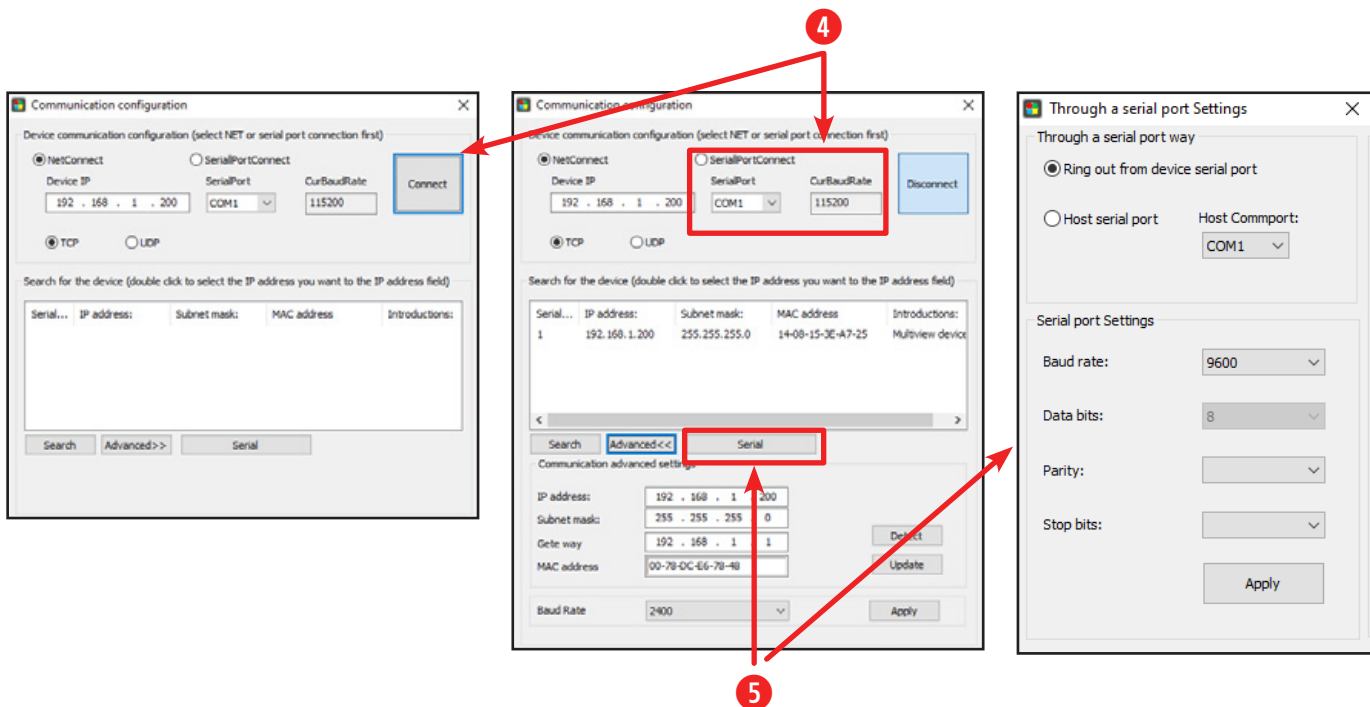 4
Communication configuration
Device communication configuration (select NET or serial port connection first)
NetConnect SerialPortConnect
Device IP SerialPort CurBaudRate
192 . 168 . 1 . 200 COM1 115200 Connect
TCP UDP
Search for the device (double click to select the IP address you want to the IP address field)
Serial... IP address: Subnet mask: MAC address Introductions:
Search Advanced>> Serial
Communication configuration
Device communication configuration (select NET or serial port connection first)
NetConnect SerialPortConnect
Device IP SerialPort CurBaudRate
192 . 168 . 1 . 200 COM1 115200 Disconnect
TCP UDP
Search for the device (double click to select the IP address you want to the IP address field)
Serial... IP address: Subnet mask: MAC address Introductions:
1 192.168.1.200 255.255.255.0 14-08-15-3E-A7-25 Multiview device
Search Advanced<< Serial
Communication advanced settings
IP address: 192 . 168 . 1 . 200
Subnet mask: 255 . 255 . 255 . 0
Gete way 192 . 168 . 1 . 1 Detect
MAC address 00-78-DC-E6-78-48 Update
Baud Rate 2400 Apply
Through a serial port Settings
Through a serial port way
Ring out from device serial port
Host serial port Host Commport:
COM1
Serial port Settings
Baud rate: 9600
Data bits: 8
Parity:
Stop bits:
Apply
5